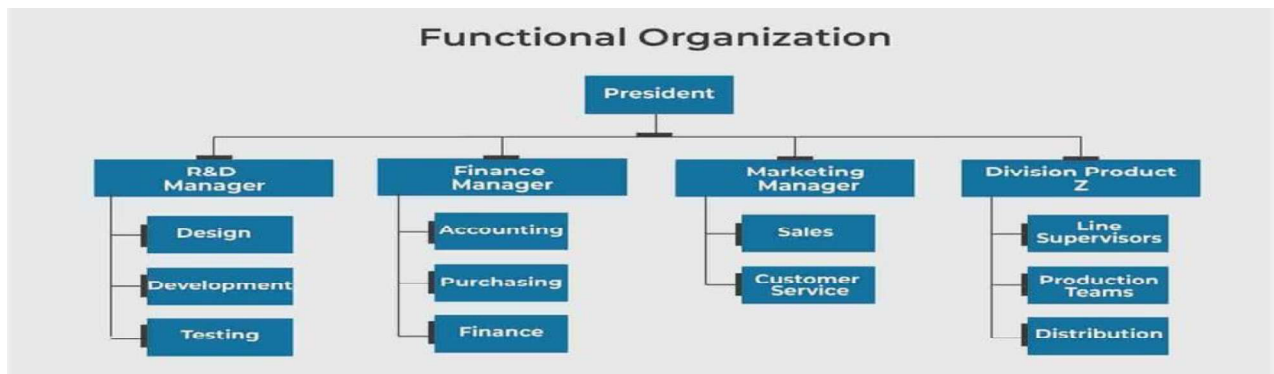 Functional Organization
President
R&D
Manager
Design
Development
Testing
Finance
Manager
Accounting
Purchasing
Finance
Marketing
Manager
Sales
Customer
Service
Division Product
Z
Line
Supervisors
Production
Teams
Distribution